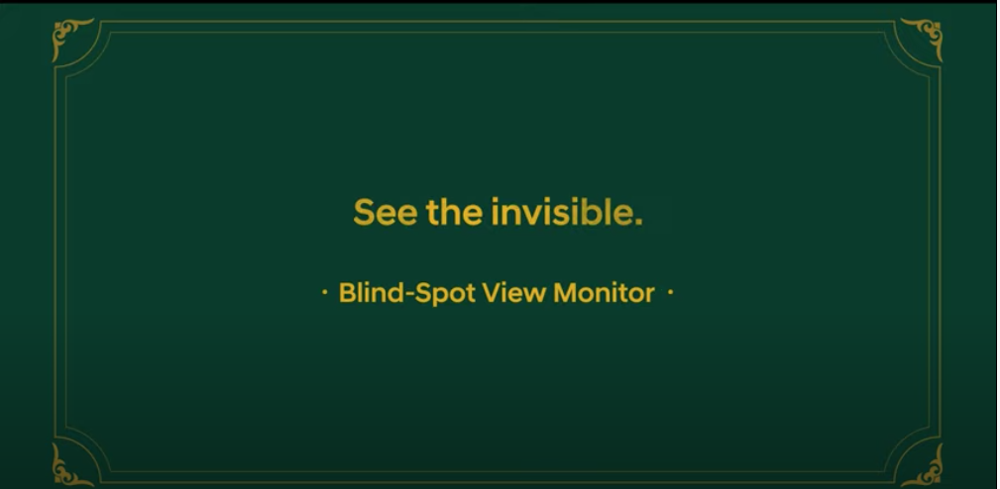 See the invisible.
· Blind-Spot View Monitor ·